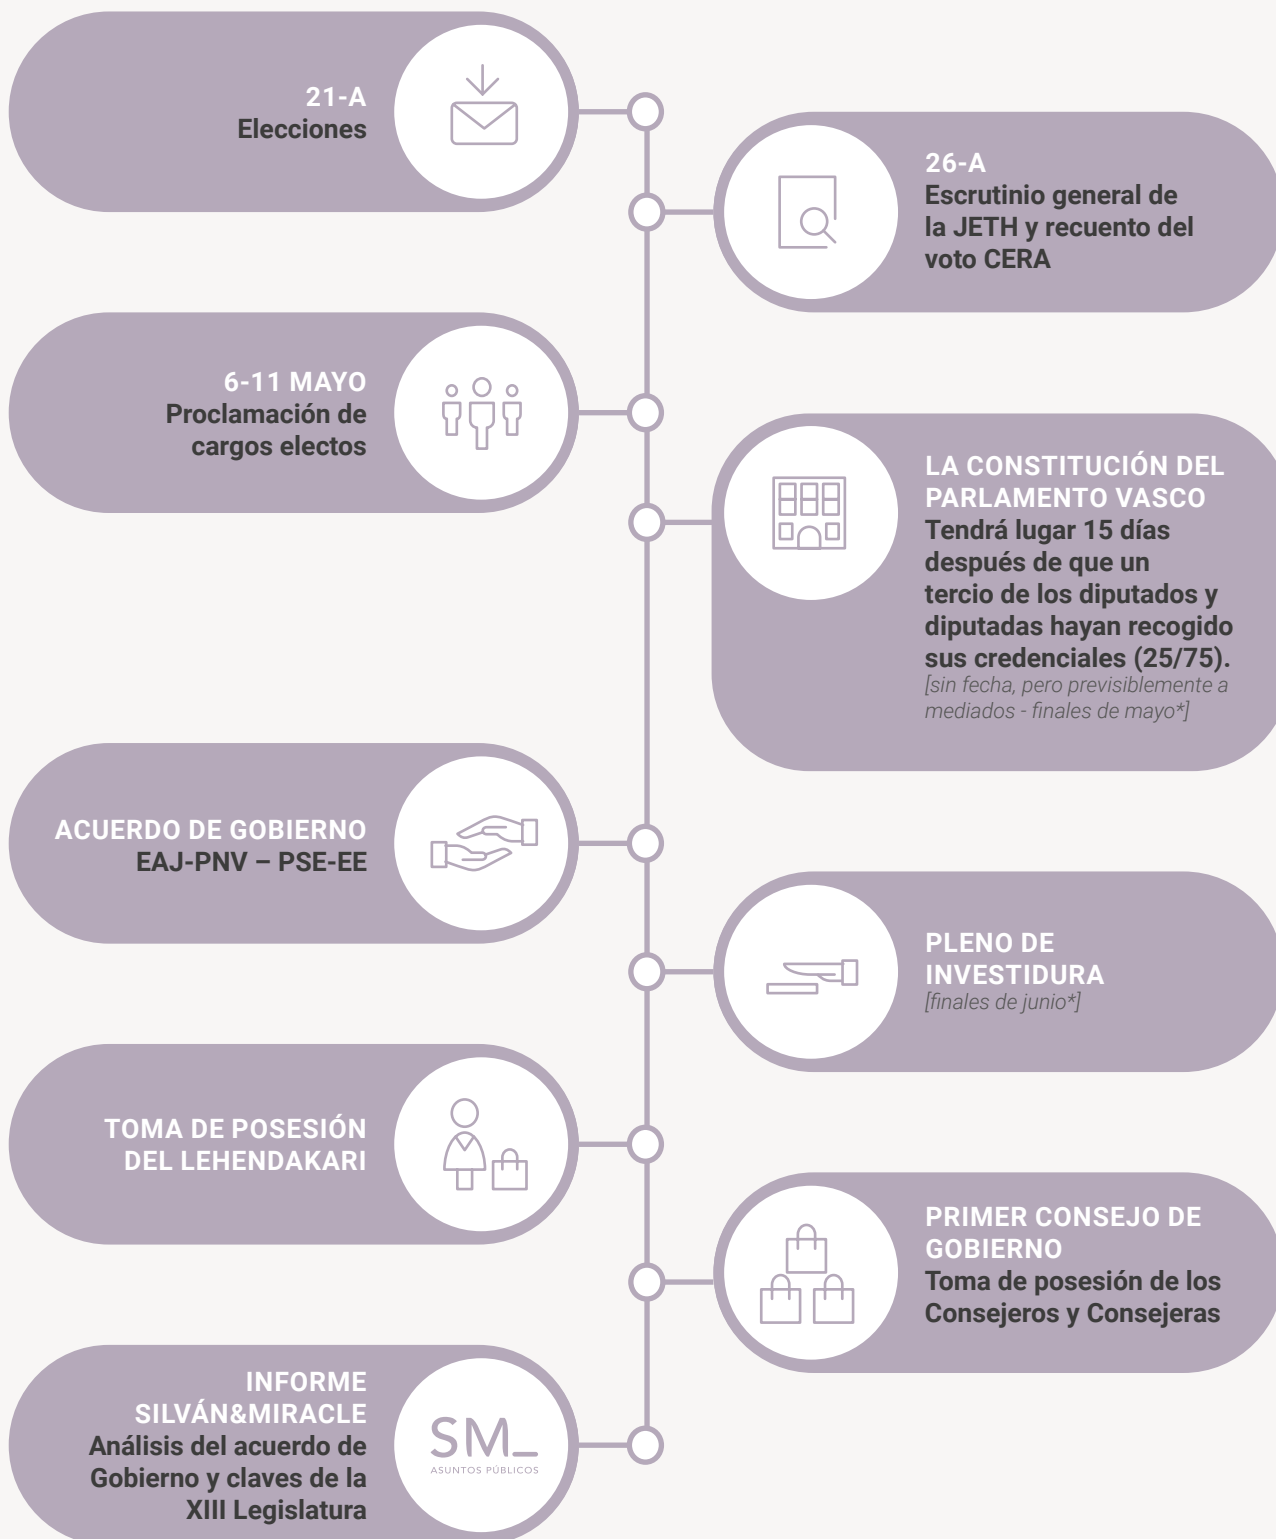 21-A
Elecciones
26-A
Escrutinio general de
la JETH y recuento del
voto CERA
6-11 MAYO
Proclamación de
cargos electos
LA CONSTITUCIÓN DEL
PARLAMENTO VASCO
Tendrá lugar 15 días
después de que un
tercio de los diputados y
diputadas hayan recogido
sus credenciales (25/75).
[sin fecha, pero previsiblemente a
mediados - finales de mayo*]
ACUERDO DE GOBIERNO
EAJ-PNV – PSE-EE
PLENO DE
INVESTIDURA
[finales de junio*]
TOMA DE POSESIÓN
DEL LEHENDAKARI
PRIMER CONSEJO DE
GOBIERNO
Toma de posesión de los
Consejeros y Consejeras
INFORME
SILVÁN&MIRACLE
Análisis del acuerdo de
Gobierno y claves de la
XIII Legislatura
SM_
ASUNTOS PÚBLICOS